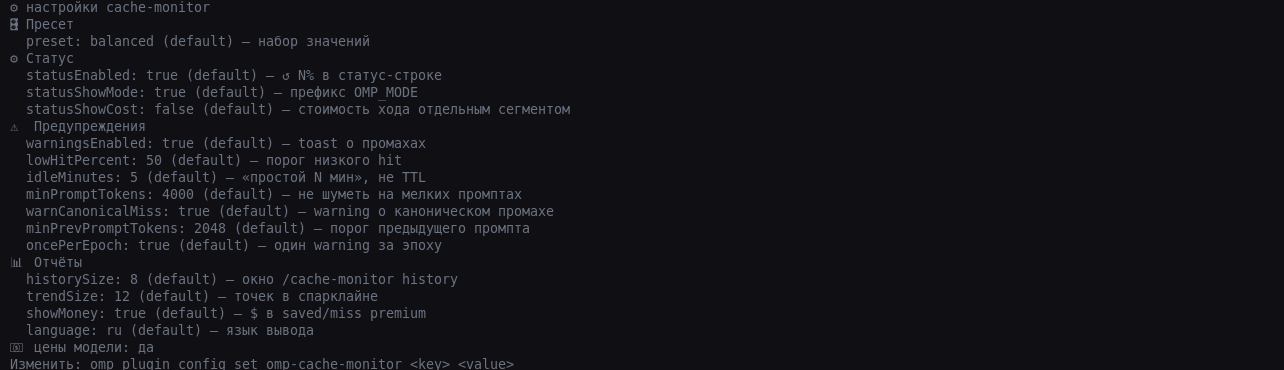 ⚙ настройки cache-monitor
🎛 Пресет
preset: balanced (default) — набор значений
⚙ Статус
statusEnabled: true (default) — ↺ N% в статус-строке
statusShowMode: true (default) — префикс OMP_MODE
statusShowCost: false (default) — стоимость хода отдельным сегментом
⚠ Предупреждения
warningsEnabled: true (default) — toast о промахах
lowHitPercent: 50 (default) — порог низкого hit
idleMinutes: 5 (default) — «простой N мин», не TTL
minPromptTokens: 4000 (default) — не шуметь на мелких промптах
warnCanonicalMiss: true (default) — warning о каноническом промахе
minPrevPromptTokens: 2048 (default) — порог предыдущего промпта
oncePerEpoch: true (default) — один warning за эпоху
📊 Отчёты
historySize: 8 (default) — окно /cache-monitor history
trendSize: 12 (default) — точек в спарклайне
showMoney: true (default) — $ в saved/miss premium
language: ru (default) — язык вывода
💵 цены модели: да
Изменить: omp plugin config set omp-cache-monitor <key> <value>